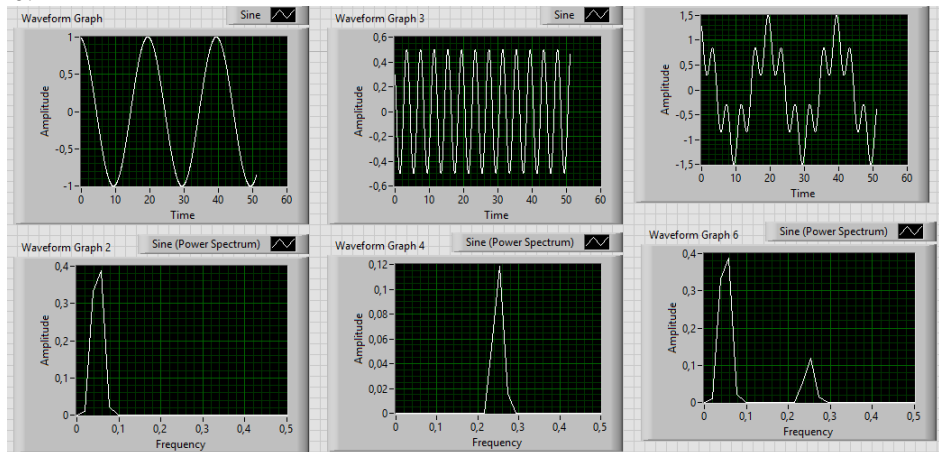 Waveform Graph
Sine
Amplitude
1-
0,5-
0-
-0,5-
-1-
0 10 20 30 40 50 60
Time
Waveform Graph 3
Sine
Amplitude
0,6-
0,4-
0,2-
0-
-0,2-
-0,4-
-0,6-
0 10 20 30 40 50 60
Time
Amplitude
1,5-
1-
0,5-
0-
-0,5-
-1-
-1,5-
0 10 20 30 40 50 60
Time
Waveform Graph 2
Sine (Power Spectrum)
Amplitude
0,4-
0,3-
0,2-
0,1-
0-
0 0,1 0,2 0,3 0,4 0,5
Frequency
Waveform Graph 4
Sine (Power Spectrum)
Amplitude
0,12-
0,1-
0,08-
0,06-
0,04-
0,02-
0-
0 0,1 0,2 0,3 0,4 0,5
Frequency
Waveform Graph 6
Sine (Power Spectrum)
Amplitude
0,4-
0,3-
0,2-
0,1-
0-
0 0,1 0,2 0,3 0,4 0,5
Frequency